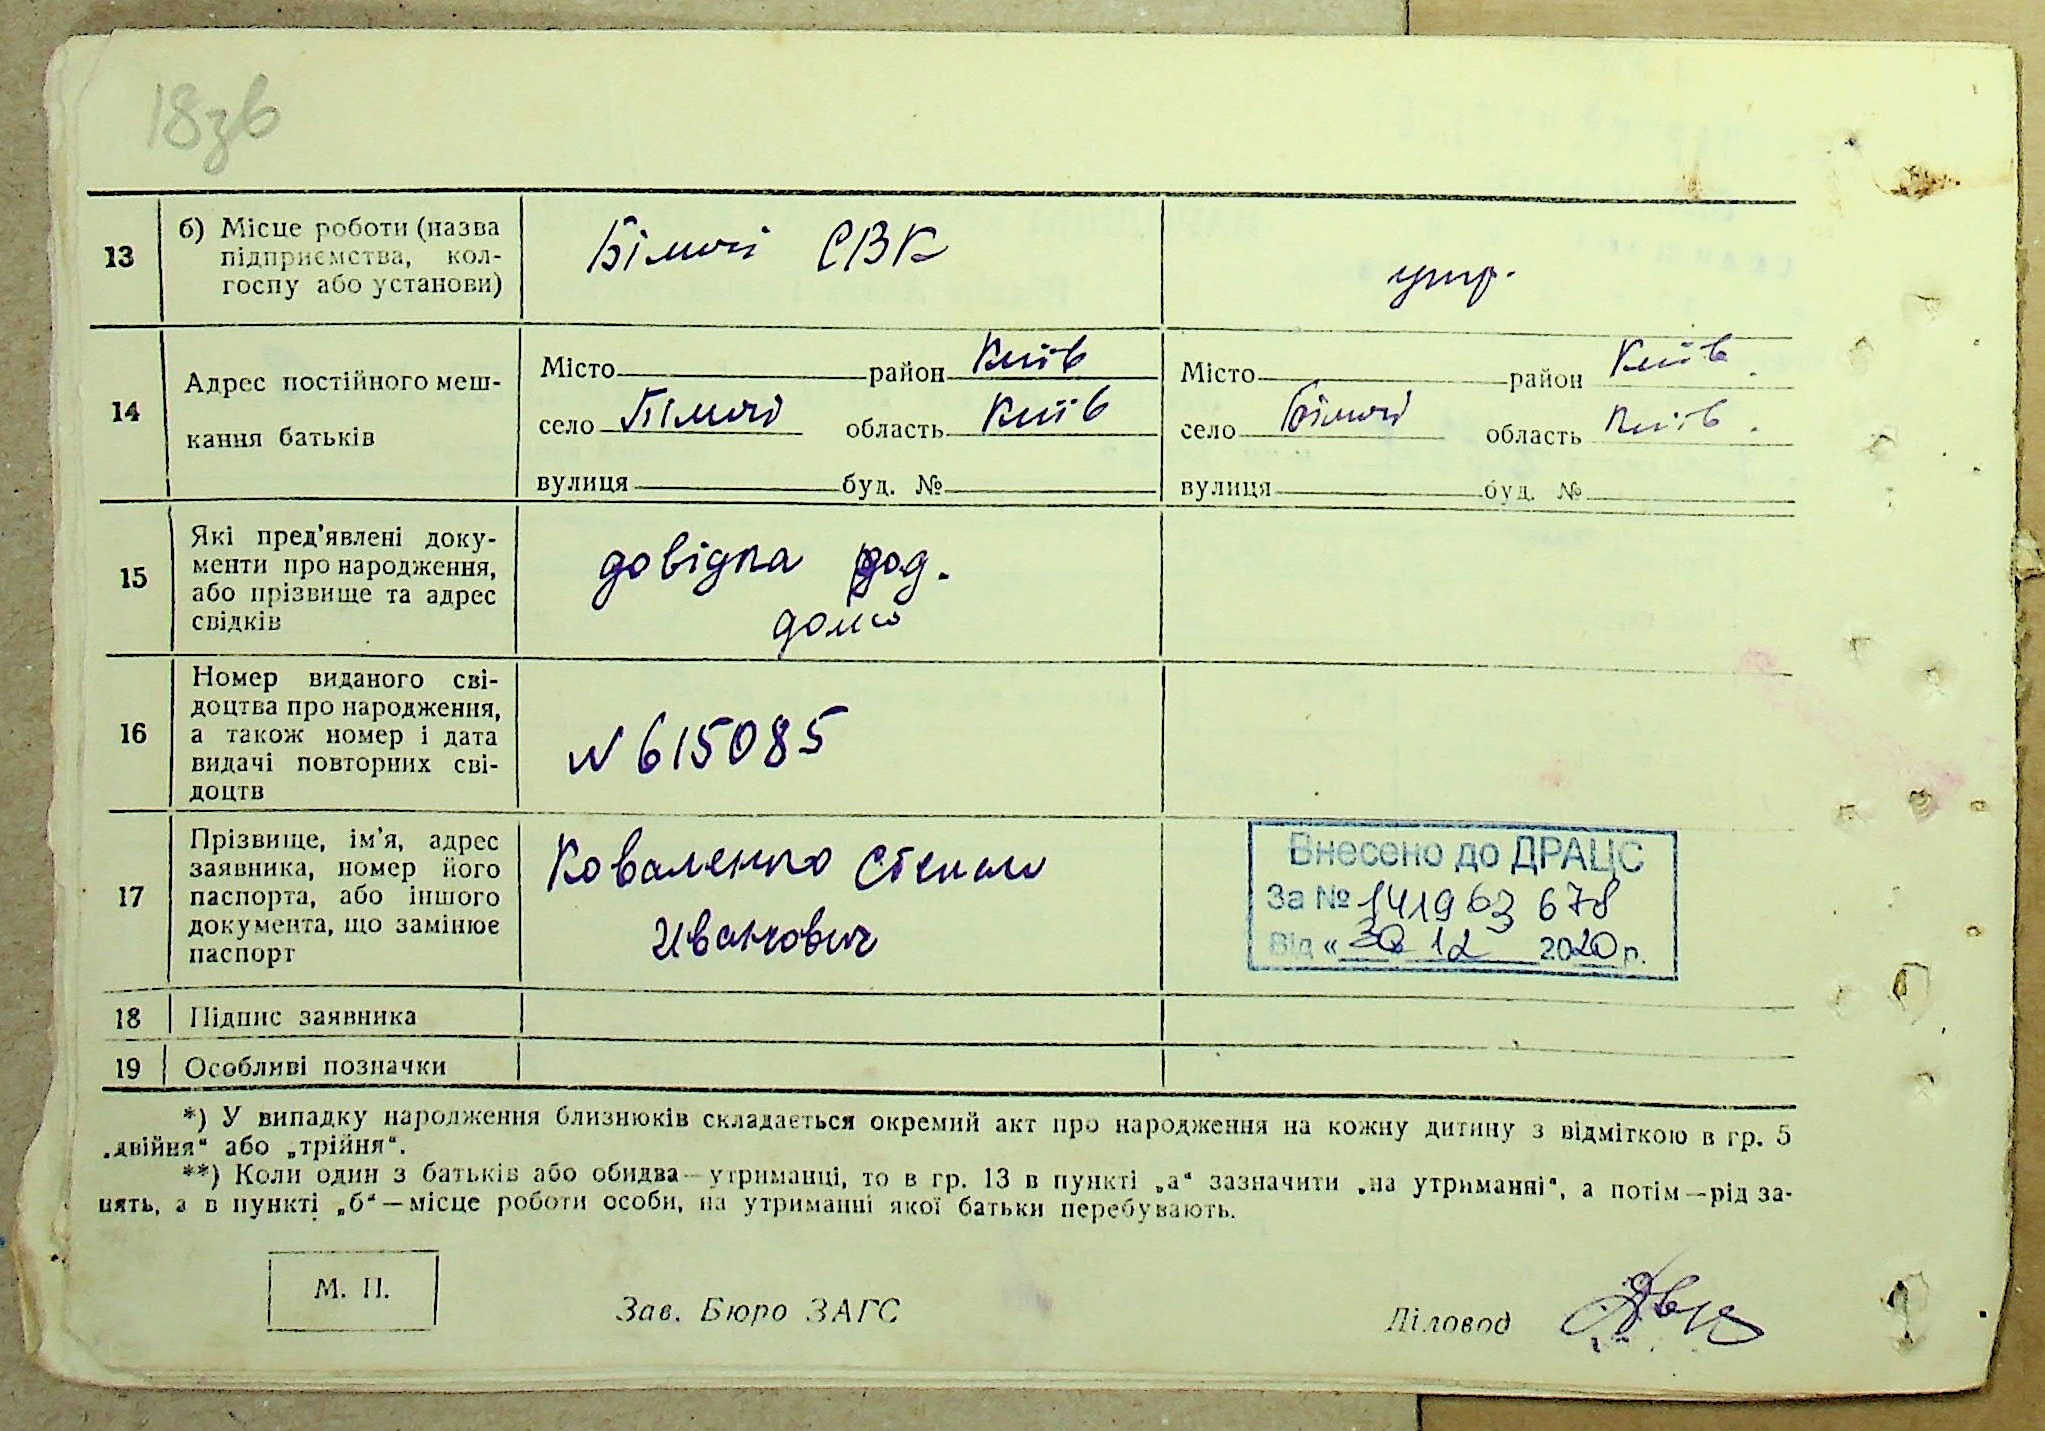 18зв
13
б) Місце роботи (назва
підприємства, кол-
госпу або установи)
СВК
утр.
14
Адрес постійного меш-
кання батьків
Місто район Київ
село область Київ
вулиця буд. №
Місто район Київ.
село область Київ.
вулиця буд. №
15
Які пред'явлені доку-
менти про народження,
або прізвище та адрес
свідків
довідка род.
дома
16
Номер виданого сві-
доцтва про народження,
а також номер і дата
видачі повторних сві-
доцтв
N 615085
17
Прізвище, ім'я, адрес
заявника, номер його
паспорта, або іншого
документа, що замінює
паспорт
Коваленко Степан
Иванович
Внесено до ДРАЦС
За № 141963678
Від « 30 12 2020 р.
18
Підпис заявника
19
Особливі позначки
*) У випадку народження близнюків складається окремий акт про народження на кожну дитину з відміткою в гр. 5
„двійня“ або „трійня“.
**) Коли один з батьків або обидва—утриманці, то в гр. 13 в пункті „а“ зазначити „на утриманні“, а потім—рід за-
нять, а в пункті „б“—місце роботи особи, на утриманні якої батьки перебувають.
М. П.
Зав. Бюро ЗАГС
Діловод